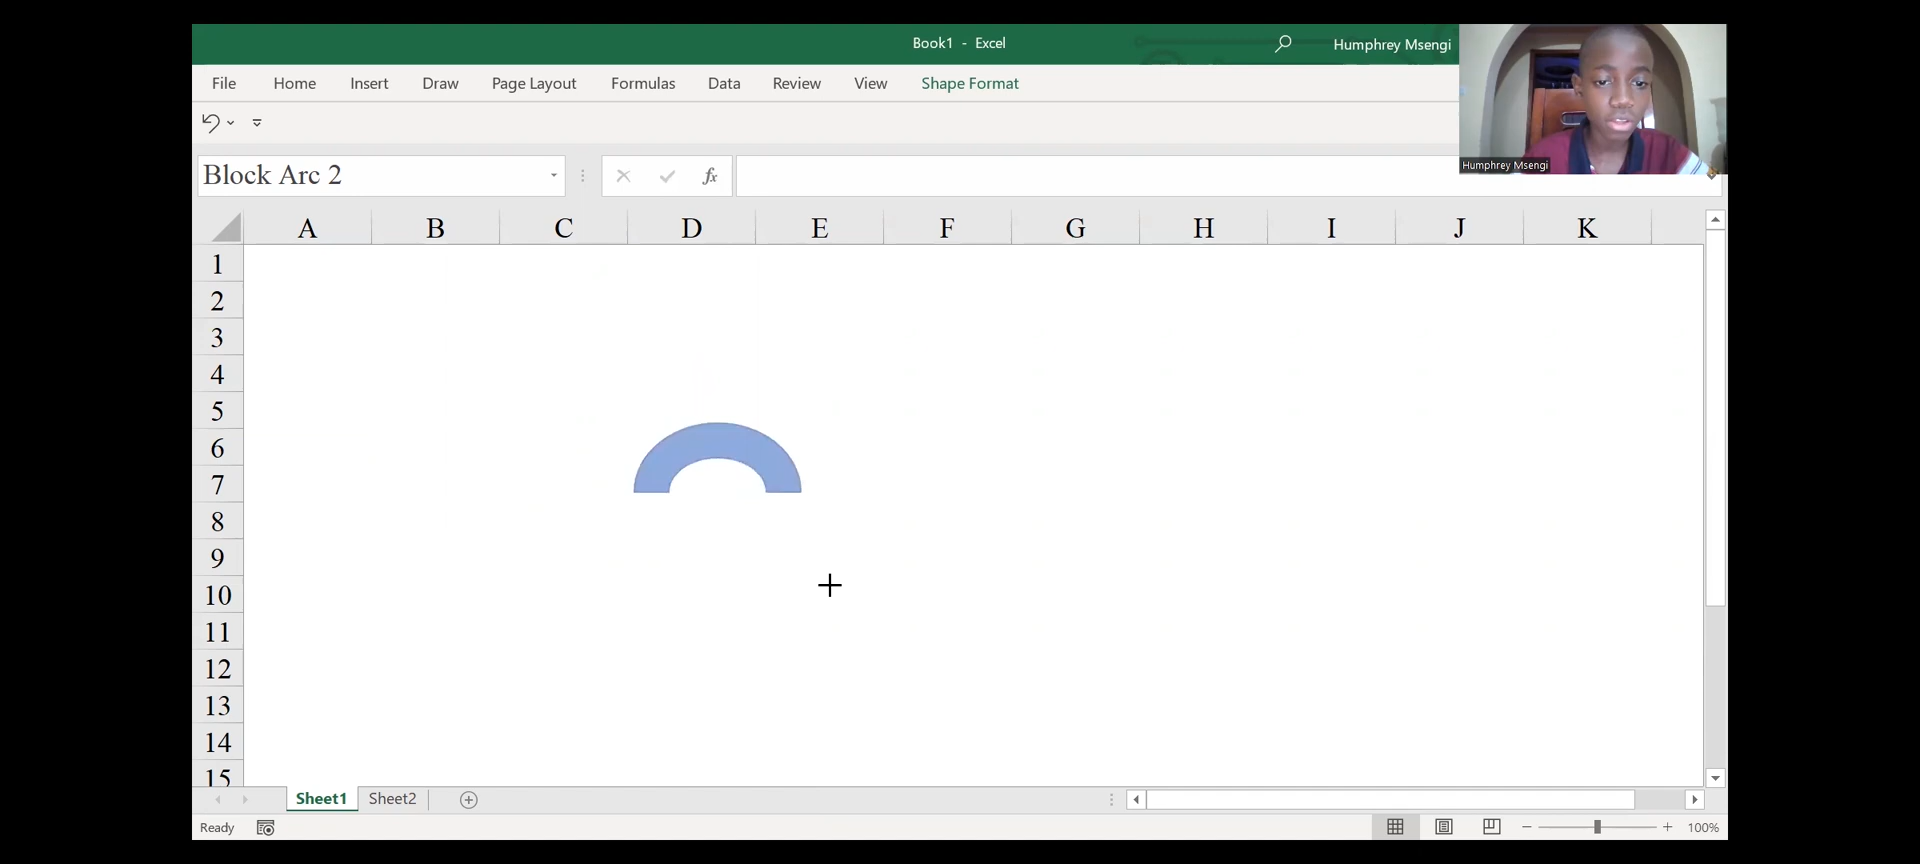 Book1 - Excel
Humphrey Msengi
File Home Insert Draw Page Layout Formulas Data Review View Shape Format
Humphrey Msengi
Block Arc 2
fx
A B C D E F G H I J K
1
2
3
4
5
6
7
8
9
10
11
12
13
14
15
Sheet1 Sheet2
Ready
100%